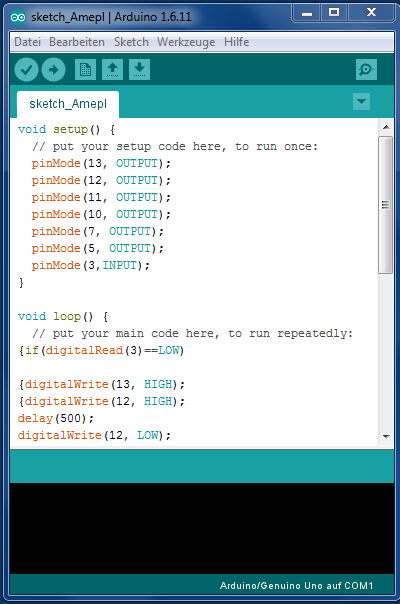 sketch_Amepl | Arduino 1.6.11
Datei Bearbeiten Sketch Werkzeuge Hilfe
sketch_Amepl
void setup() {
// put your setup code here, to run once:
pinMode(13, OUTPUT);
pinMode(12, OUTPUT);
pinMode(11, OUTPUT);
pinMode(10, OUTPUT);
pinMode(7, OUTPUT);
pinMode(5, OUTPUT);
pinMode(3,INPUT);
}
void loop() {
// put your main code here, to run repeatedly:
{if(digitalRead(3)==LOW)
{digitalWrite(13, HIGH);
{digitalWrite(12, HIGH);
delay(500);
digitalWrite(12, LOW);
Arduino/Genuino Uno auf COM1